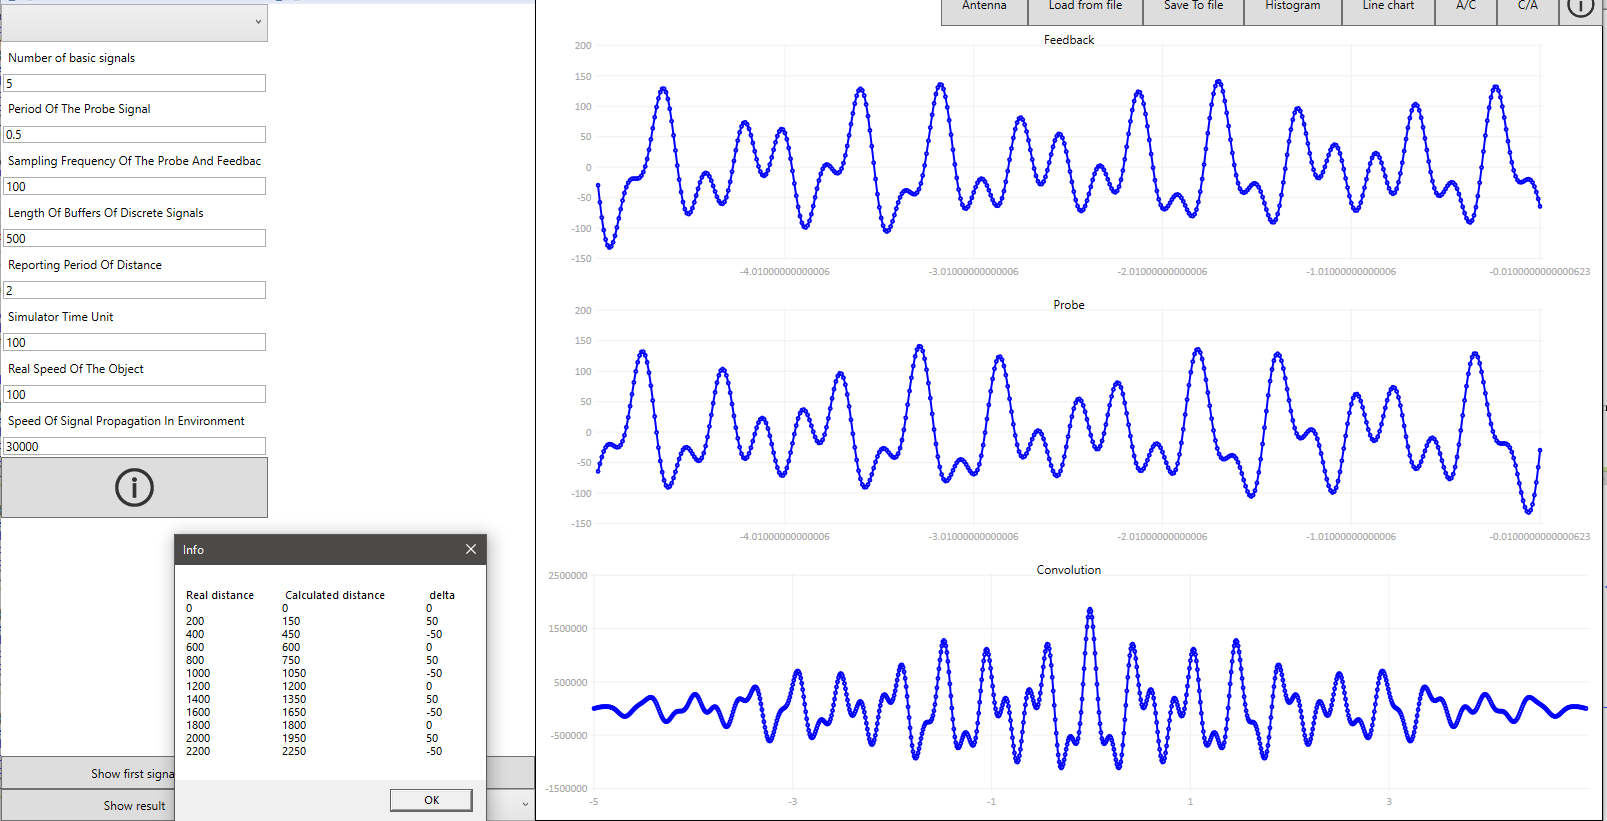 Number of basic signals
5
Period Of The Probe Signal
0.5
Sampling Frequency Of The Probe And Feedbac
100
Length Of Buffers Of Discrete Signals
500
Reporting Period Of Distance
2
Simulator Time Unit
100
Real Speed Of The Object
100
Speed Of Signal Propagation In Environment
30000
Info
Real distance Calculated distance delta
0 0 0
200 150 50
400 450 -50
600 600 0
800 750 50
1000 1050 -50
1200 1200 0
1400 1350 50
1600 1650 -50
1800 1800 0
2000 1950 50
2200 2250 -50
OK
Show first signa
Show result
Antenna Load from file Save To file Histogram Line chart A/C C/A
Feedback
200
150
100
50
0
-50
-100
-150
-4.01000000000006 -3.01000000000006 -2.01000000000006 -1.01000000000006 -0.0100000000000623
Probe
200
150
100
50
0
-50
-100
-150
-4.01000000000006 -3.01000000000006 -2.01000000000006 -1.01000000000006 -0.0100000000000623
Convolution
2500000
1500000
500000
-500000
-1500000
-5 -3 -1 1 3